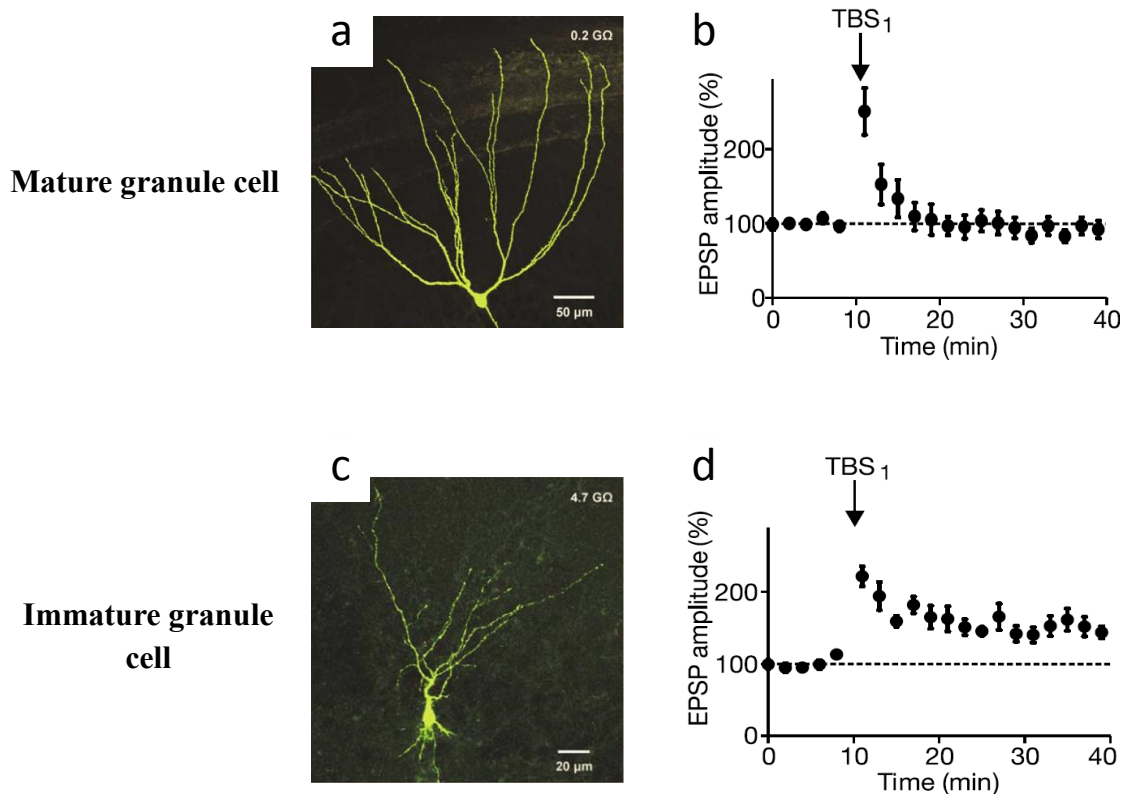 Mature granule cell
a
0.2 GΩ
50 µm
b
TBS1
EPSP amplitude (%)
200
100
0
0
10
20
30
40
Time (min)
Immature granule
cell
c
4.7 GΩ
20 µm
d
TBS 1
EPSP amplitude (%)
200
100
0
0
10
20
30
40
Time (min)